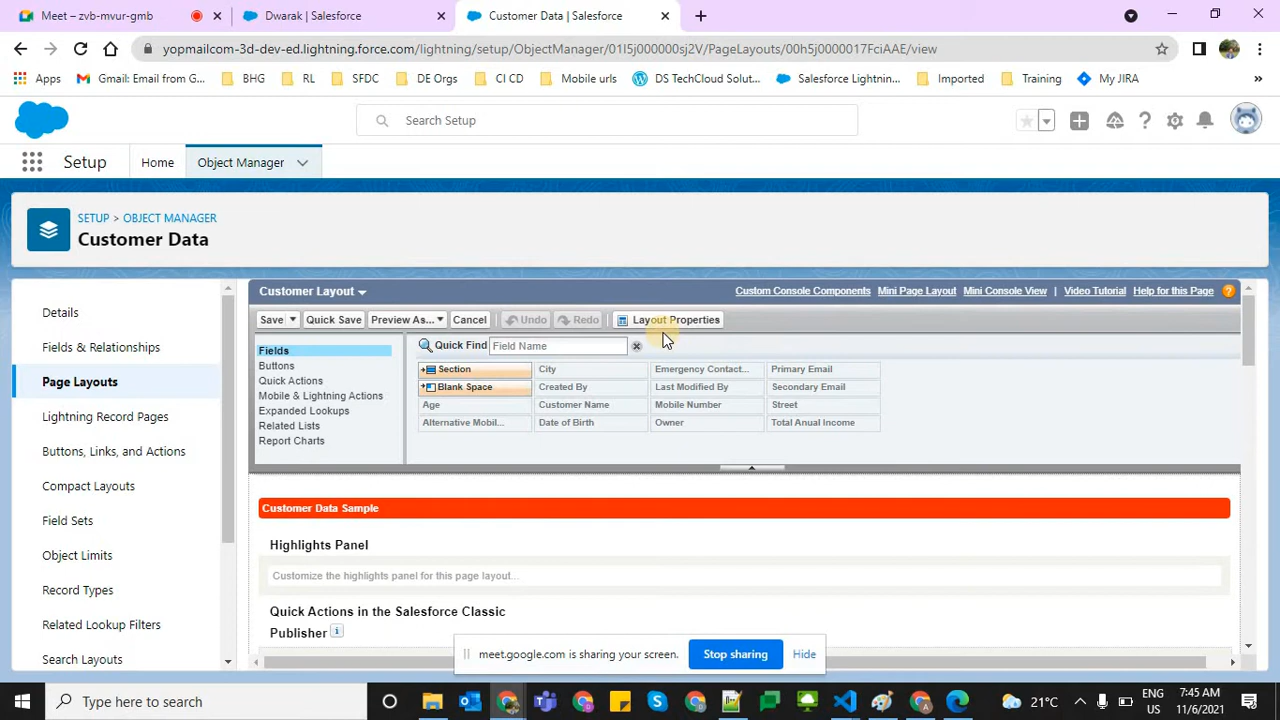 Meet – zvb-mvur-gmb
Dwarak | Salesforce
Customer Data | Salesforce
yopmailcom-3d-dev-ed.lightning.force.com/lightning/setup/ObjectManager/01I5j000000sj2V/PageLayouts/00h5j0000017FciAAE/view
Apps
Gmail: Email from G...
BHG
RL
SFDC
DE Orgs
CI CD
Mobile urls
DS TechCloud Solut...
Salesforce Lightnin...
Imported
Training
My JIRA
»
Search Setup
Setup
Home
Object Manager
SETUP > OBJECT MANAGER
Customer Data
Details
Fields & Relationships
Page Layouts
Lightning Record Pages
Buttons, Links, and Actions
Compact Layouts
Field Sets
Object Limits
Record Types
Related Lookup Filters
Search Layouts
Customer Layout
Custom Console Components Mini Page Layout Mini Console View | Video Tutorial Help for this Page
Save Quick Save Preview As... Cancel Undo Redo Layout Properties
Fields
Buttons
Quick Actions
Mobile & Lightning Actions
Expanded Lookups
Related Lists
Report Charts
Quick Find Field Name
Section City Emergency Contact... Primary Email
Blank Space Created By Last Modified By Secondary Email
Age Customer Name Mobile Number Street
Alternative Mobil... Date of Birth Owner Total Anual Income
Customer Data Sample
Highlights Panel
Customize the highlights panel for this page layout...
Quick Actions in the Salesforce Classic
Publisher
meet.google.com is sharing your screen. Stop sharing Hide
Type here to search
21°C
ENG
US
7:45 AM
11/6/2021